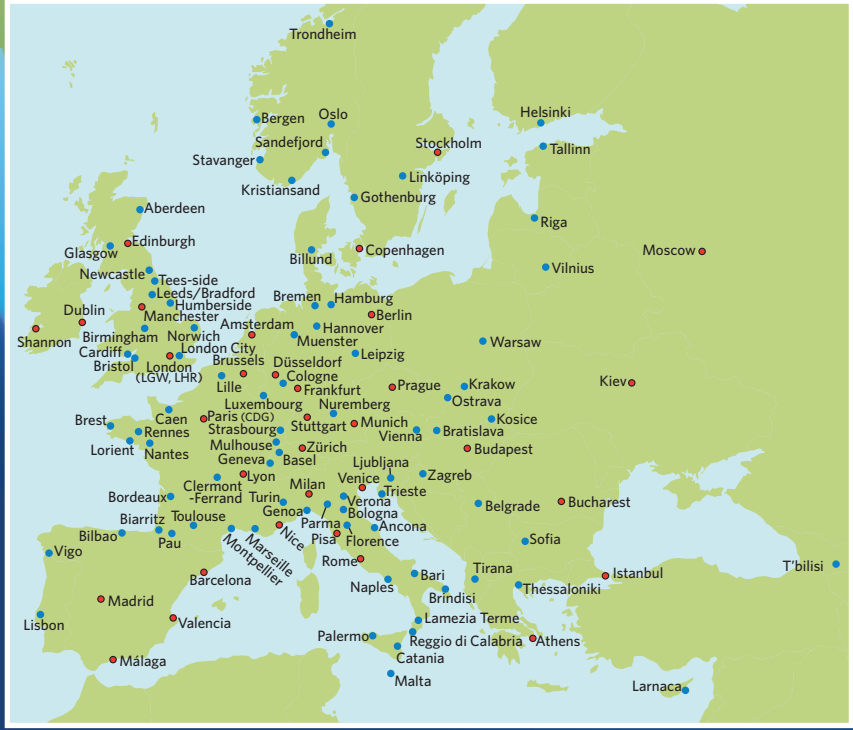 Trondheim
Bergen
Oslo
Helsinki
Sandefjord
Stockholm
Tallinn
Stavanger
Linköping
Kristiansand
Gothenburg
Aberdeen
Riga
Edinburgh
Glasgow
Billund
Copenhagen
Moscow
Vilnius
Newcastle
Tees-side
Leeds/Bradford
Humberside
Bremen
Hamburg
Dublin
Manchester
Berlin
Shannon
Birmingham
Norwich
Amsterdam
Hannover
Muenster
Warsaw
Cardiff
London City
Leipzig
Bristol
London
(LGW, LHR)
Brussels
Düsseldorf
Cologne
Lille
Frankfurt
Prague
Krakow
Kiev
Ostrava
Luxembourg
Nuremberg
Caen
Paris (CDG)
Brest
Rennes
Strasbourg
Stuttgart
Munich
Kosice
Vienna
Bratislava
Lorient
Nantes
Mulhouse
Zürich
Budapest
Geneva
Basel
Ljubljana
Lyon
Zagreb
Clermont
-Ferrand
Milan
Venice
Trieste
Bordeaux
Turin
Verona
Belgrade
Bucharest
Genoa
Bologna
Biarritz
Toulouse
Parma
Ancona
Bilbao
Pau
Nice
Pisa
Florence
Marseille
Montpellier
Sofia
Vigo
Rome
T'bilisi
Barcelona
Bari
Tirana
Istanbul
Naples
Brindisi
Thessaloniki
Madrid
Lisbon
Valencia
Lamezia Terme
Palermo
Reggio di Calabria
Athens
Málaga
Catania
Malta
Larnaca